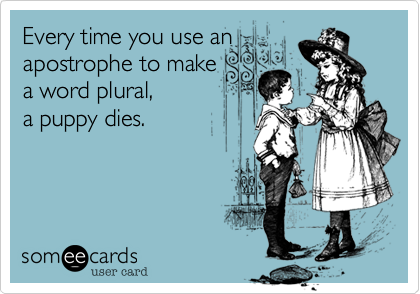 Every time you use an
apostrophe to make
a word plural,
a puppy dies.
someecards
user card